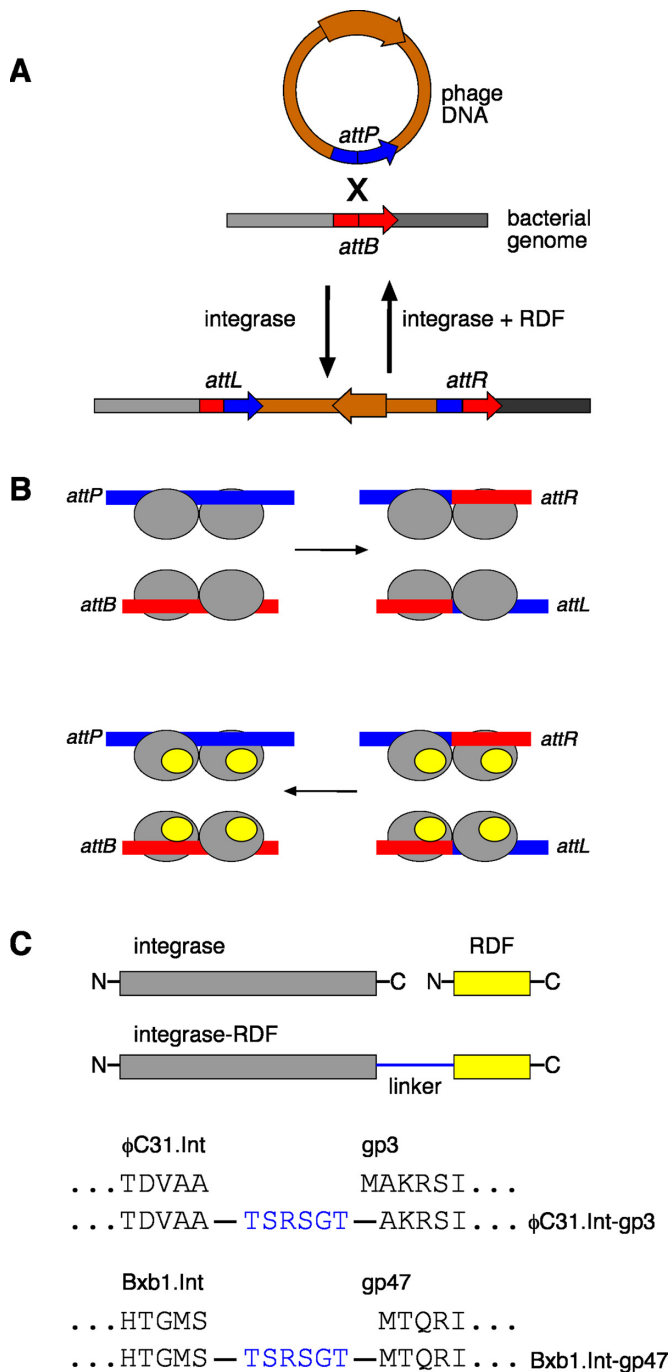 A
phage
DNA
attP
X
bacterial
genome
attB
integrase
integrase + RDF
attL
attR
B
attP
attR
attB
attL
attP
attR
attB
attL
C
integrase
RDF
N
C
N
C
integrase-RDF
N
C
linker
ϕC31.Int
gp3
...TDVAA
MAKRSI...
...TDVAA — TSRSGT — AKRSI... ϕC31.Int-gp3
Bxb1.Int
gp47
...HTGMS
MTQRI...
...HTGMS — TSRSGT — MTQRI... Bxb1.Int-gp47